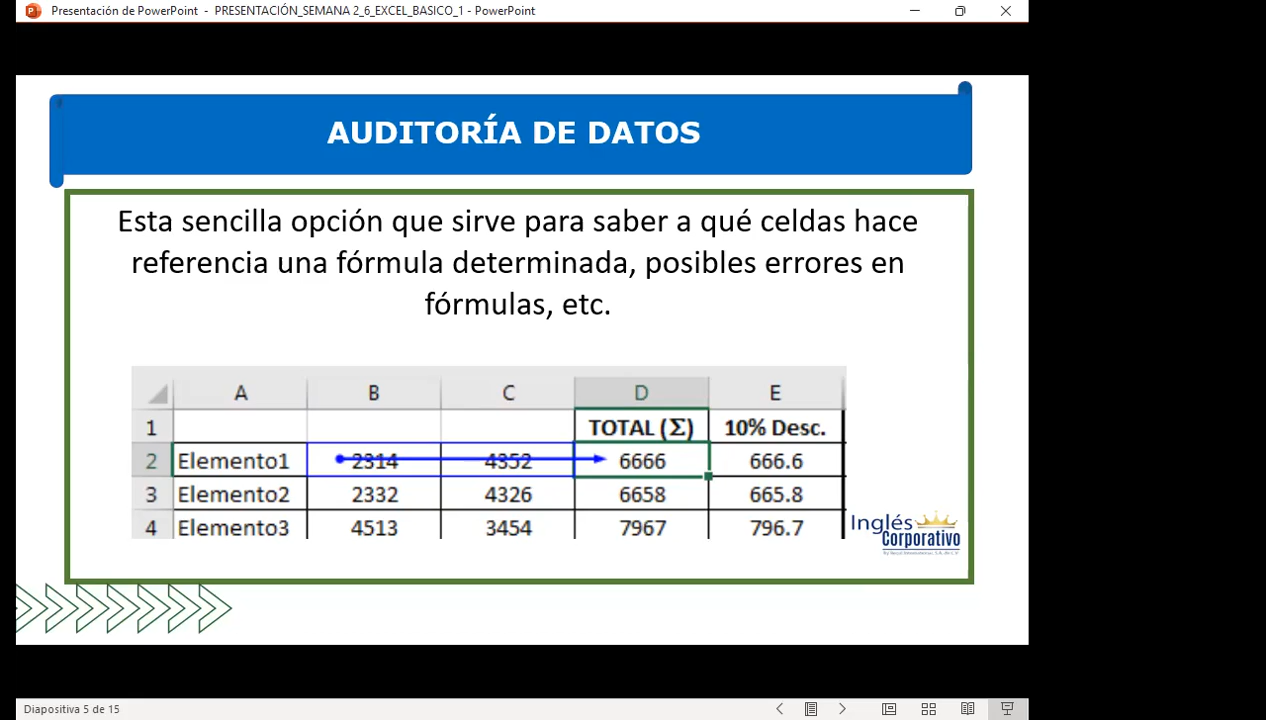 Presentación de PowerPoint - PRESENTACIÓN_SEMANA 2_6_EXCEL_BASICO_1 - PowerPoint
AUDITORÍA DE DATOS
Esta sencilla opción que sirve para saber a qué celdas hace
referencia una fórmula determinada, posibles errores en
fórmulas, etc.
A B C D E
1 TOTAL (Σ) 10% Desc.
2 Elemento1 2314 4352 6666 666.6
3 Elemento2 2332 4326 6658 665.8
4 Elemento3 4513 3454 7967 796.7
Inglés
Corporativo
Diapositiva 5 de 15